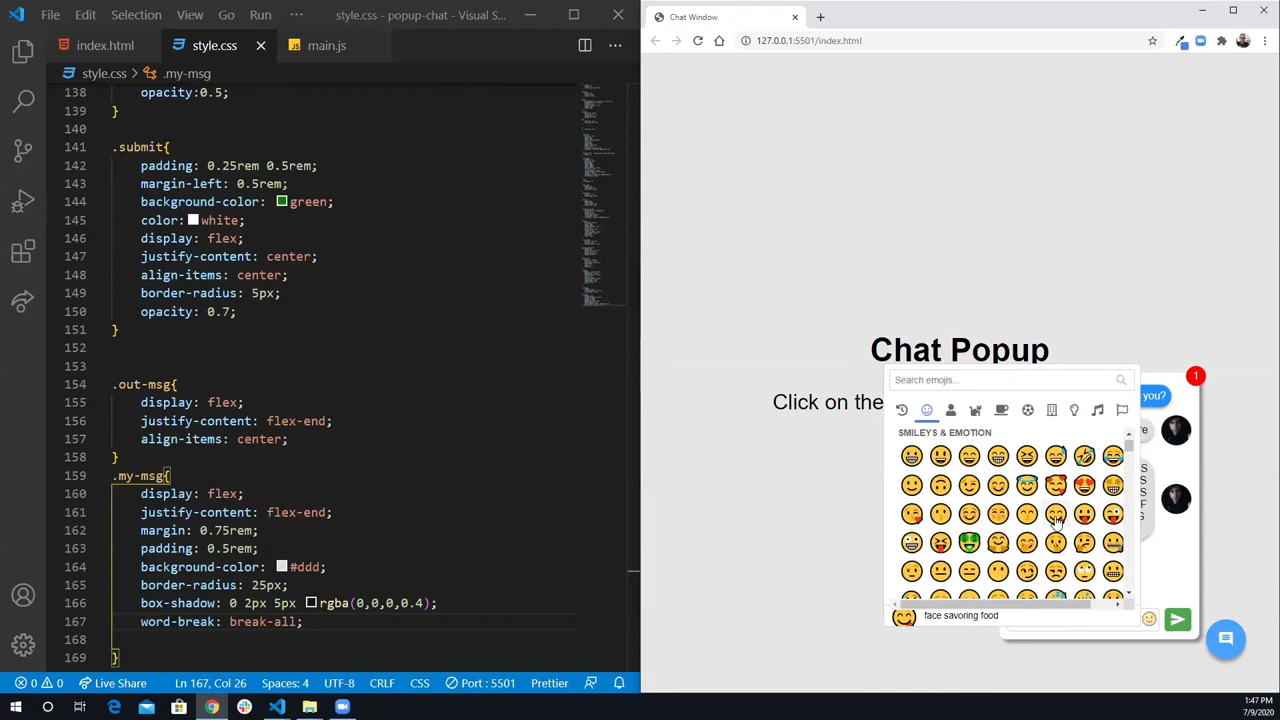 File Edit Selection View Go Run ··· style.css - popup-chat - Visual S...
index.html style.css main.js
style.css > .my-msg
138 opacity:0.5;
139 }
140
141 .submit{
142 padding: 0.25rem 0.5rem;
143 margin-left: 0.5rem;
144 background-color: green;
145 color: white;
146 display: flex;
147 justify-content: center;
148 align-items: center;
149 border-radius: 5px;
150 opacity: 0.7;
151 }
152
153
154 .out-msg{
155 display: flex;
156 justify-content: flex-end;
157 align-items: center;
158 }
159 .my-msg{
160 display: flex;
161 justify-content: flex-end;
162 margin: 0.75rem;
163 padding: 0.5rem;
164 background-color: #ddd;
165 border-radius: 25px;
166 box-shadow: 0 2px 5px rgba(0,0,0,0.4);
167 word-break: break-all;
168
169 }
0 0 Live Share Ln 167, Col 26 Spaces: 4 UTF-8 CRLF CSS Port : 5501 Prettier
Chat Window
127.0.0.1:5501/index.html
Chat Popup
Click on the
1
you?
re
S
S
S
F
G
Search emojis...
SMILEYS & EMOTION
face savoring food
1:47 PM
7/9/2020